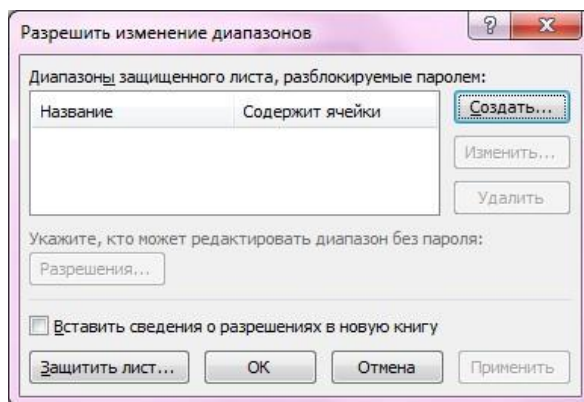 Разрешить изменение диапазонов
?
X
Диапазоны защищенного листа, разблокируемые паролем:
Название Содержит ячейки
Создать...
Изменить...
Удалить
Укажите, кто может редактировать диапазон без пароля:
Разрешения...
Вставить сведения о разрешениях в новую книгу
Защитить лист... ОК Отмена Применить